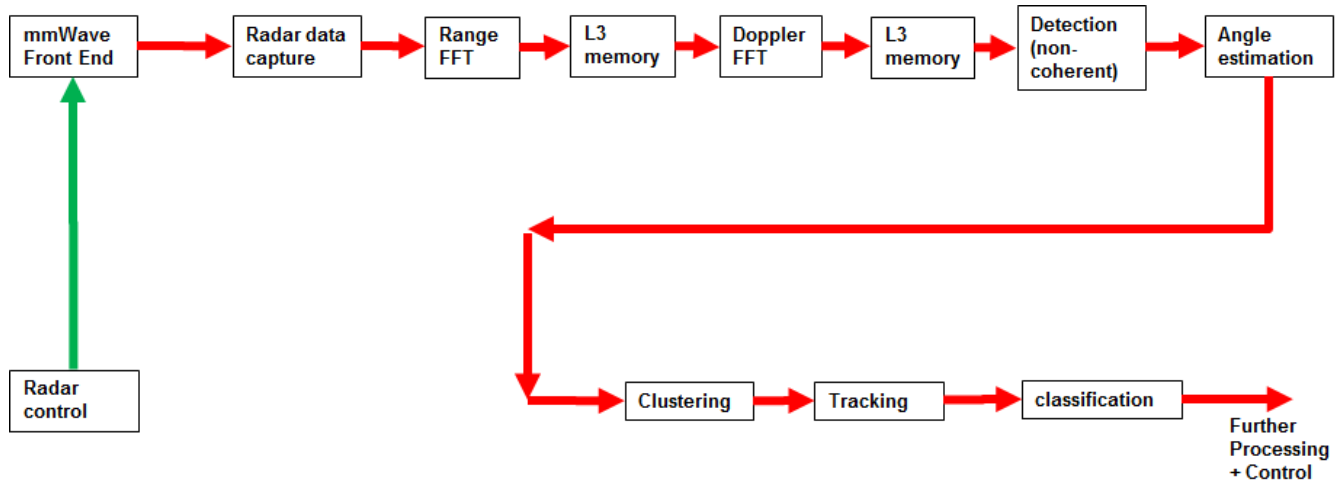 mmWave
Front End
Radar data
capture
Range
FFT
L3
memory
Doppler
FFT
L3
memory
Detection
(non-
coherent)
Angle
estimation
Radar
control
Clustering
Tracking
classification
Further
Processing
+ Control